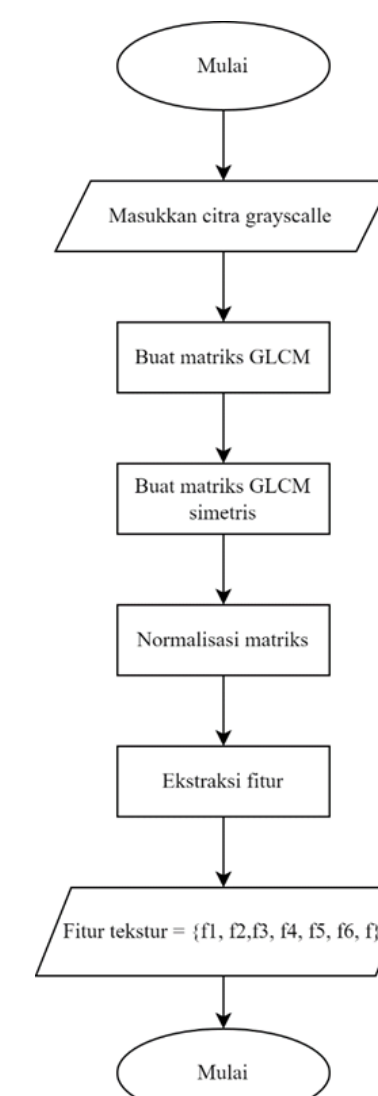 Mulai
Masukkan citra grayscalle
Buat matriks GLCM
Buat matriks GLCM
simetris
Normalisasi matriks
Ekstraksi fitur
Fitur tekstur = {f1, f2,f3, f4, f5, f6, f}
Mulai